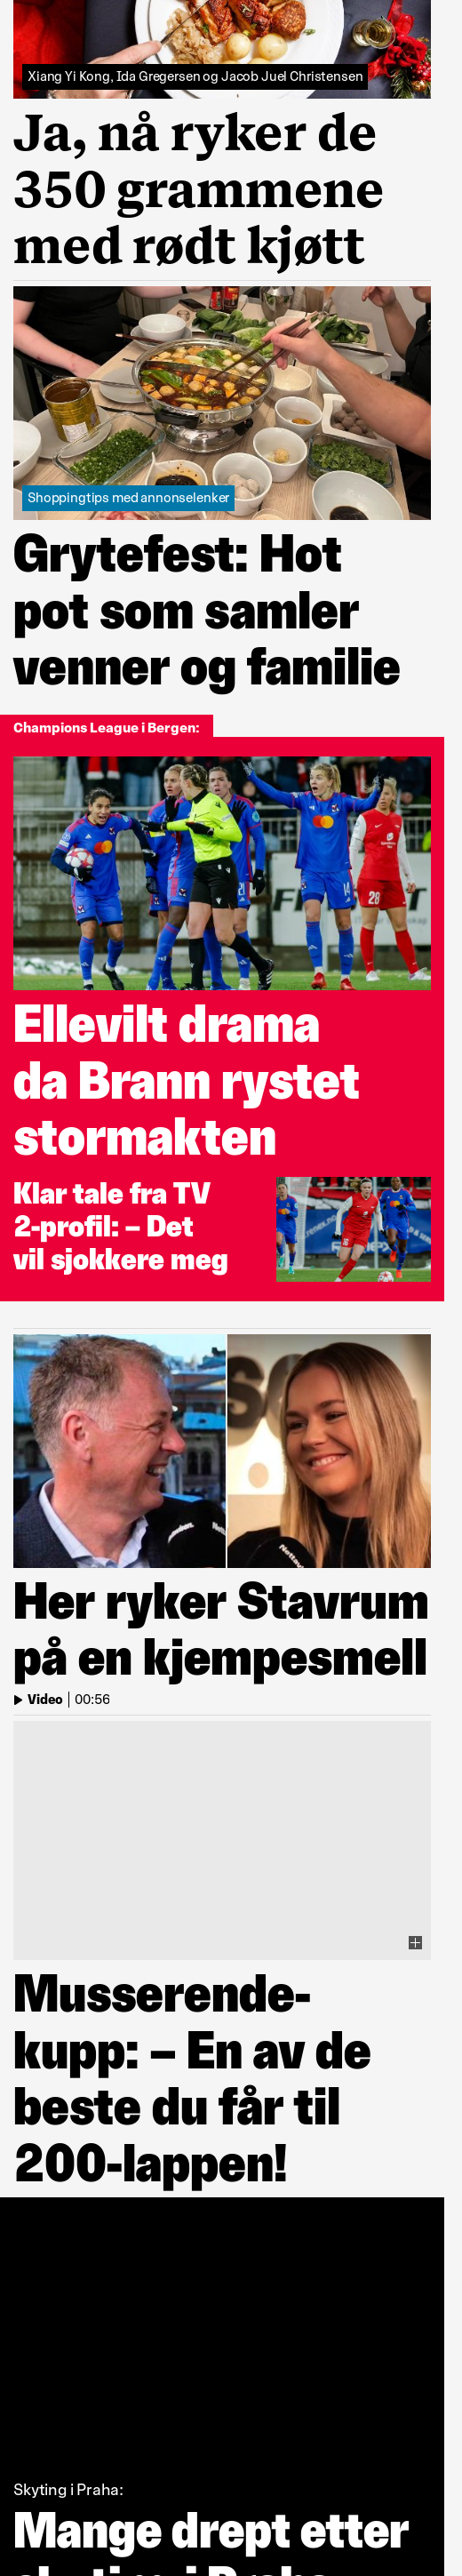 Xiang Yi Kong, Ida Gregersen og Jacob Juel Christensen
Ja, nå ryker de
350 grammene
med rødt kjøtt
Shoppingtips med annonselenker
Grytefest: Hot
pot som samler
venner og familie
Champions League i Bergen:
21
14
28
Ellevilt drama
da Brann rystet
stormakten
Klar tale fra TV
2-profil: – Det
vil sjokkere meg
Her ryker Stavrum
på en kjempesmell
Video | 00:56
Musserende-
kupp: – En av de
beste du får til
200-lappen!
Skyting i Praha:
Mange drept etter